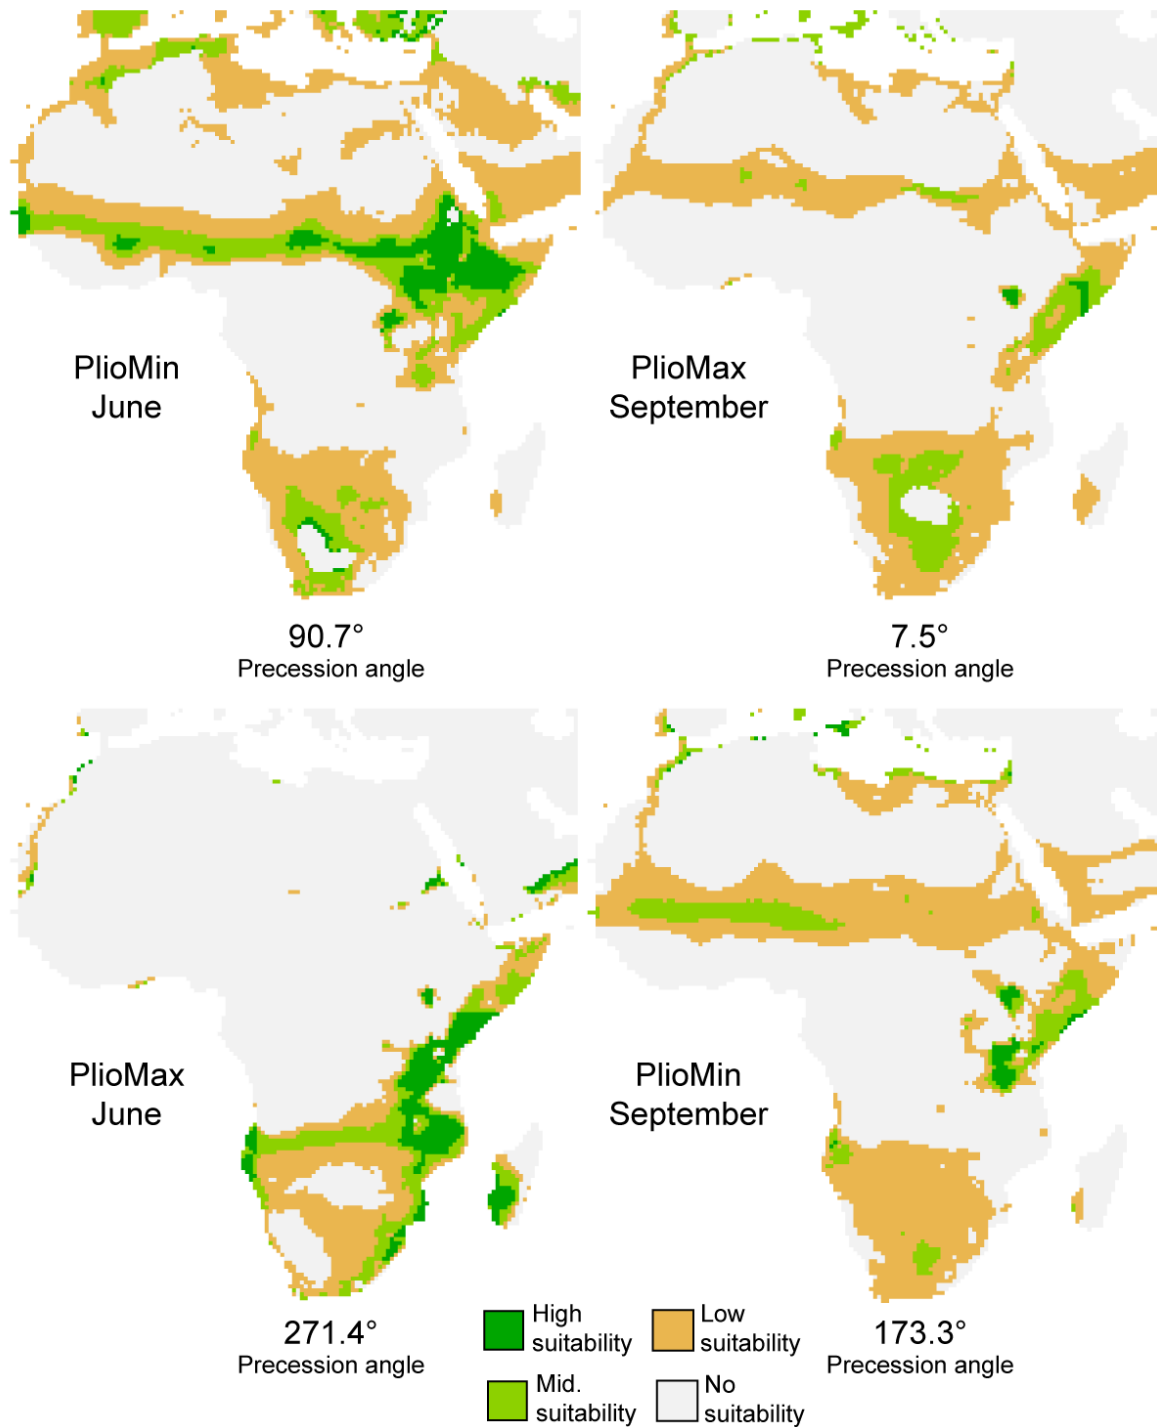 PlioMin
June
PlioMax
September
90.7°
Precession angle
7.5°
Precession angle
PlioMax
June
PlioMin
September
271.4°
Precession angle
High
suitability
Low
suitability
Mid.
suitability
No
suitability
173.3°
Precession angle